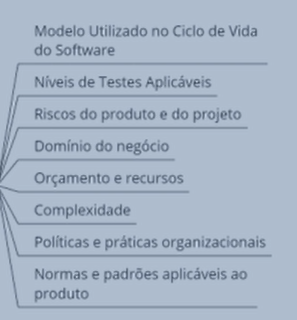 Modelo Utilizado no Ciclo de Vida
do Software
Níveis de Testes Aplicáveis
Riscos do produto e do projeto
Domínio do negócio
Orçamento e recursos
Complexidade
Políticas e práticas organizacionais
Normas e padrões aplicáveis ao
produto